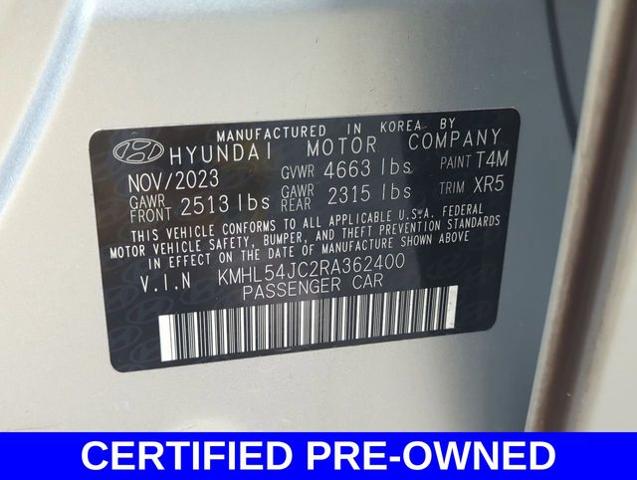 MANUFACTURED IN KOREA BY
HYUNDAI MOTOR COMPANY
NOV/2023 GVWR 4663 lbs PAINT T4M
GAWR FRONT 2513 lbs GAWR REAR 2315 lbs TRIM XR5
THIS VEHICLE CONFORMS TO ALL APPLICABLE U.S.A. FEDERAL
MOTOR VEHICLE SAFETY, BUMPER, AND THEFT PREVENTION STANDARDS
IN EFFECT ON THE DATE OF MANUFACTURE SHOWN ABOVE.
V.I.N KMHL54JC2RA362400
PASSENGER CAR
CERTIFIED PRE-OWNED